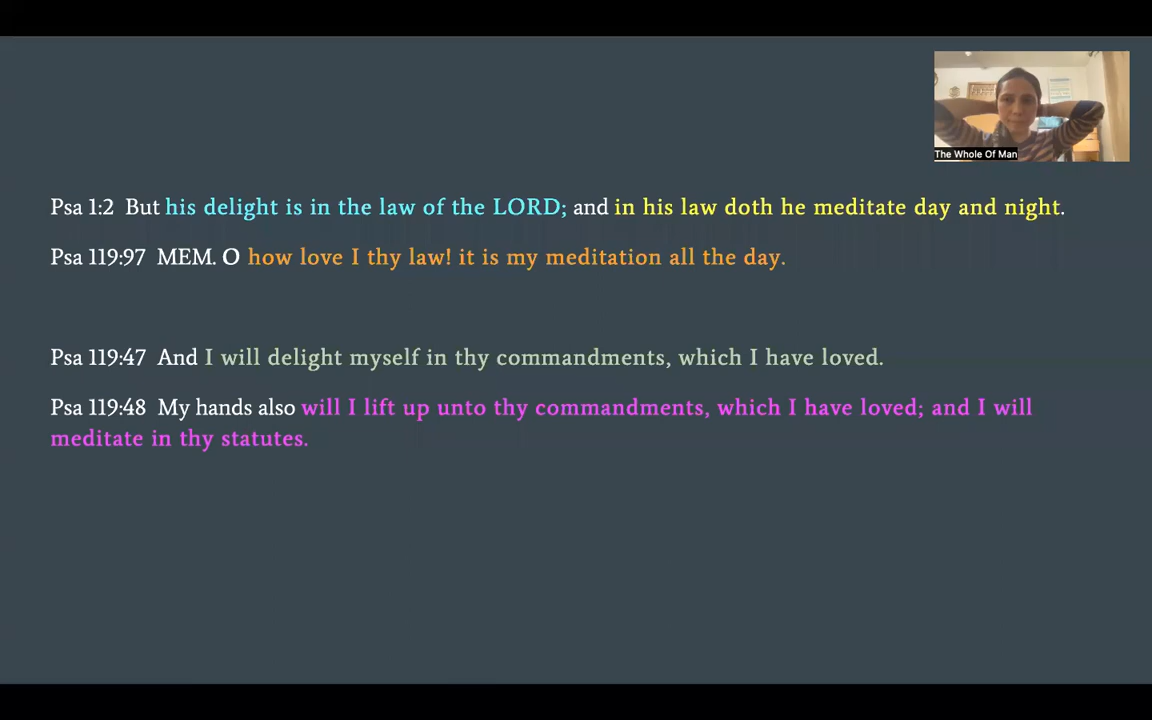 The Whole Of Man
Psa 1:2 But his delight is in the law of the LORD; and in his law doth he meditate day and night.
Psa 119:97 MEM. O how love I thy law! it is my meditation all the day.
Psa 119:47 And I will delight myself in thy commandments, which I have loved.
Psa 119:48 My hands also will I lift up unto thy commandments, which I have loved; and I will
meditate in thy statutes.